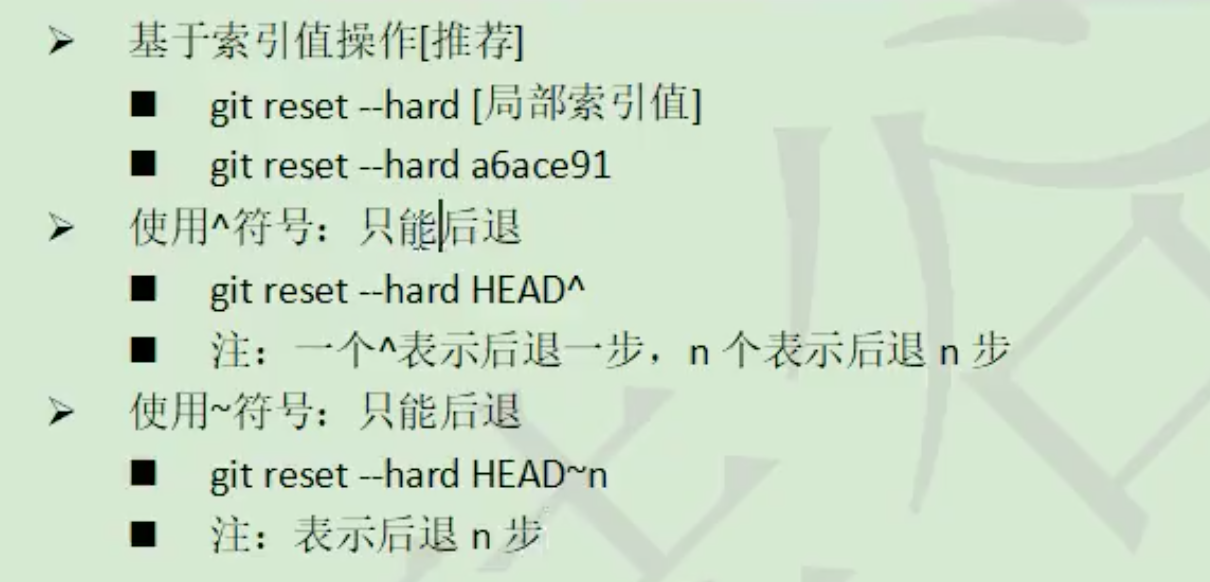 ➢ 基于索引值操作[推荐]
■ git reset --hard [局部索引值]
■ git reset --hard a6ace91
➢ 使用^符号：只能后退
■ git reset --hard HEAD^
■ 注：一个^表示后退一步，n 个表示后退 n 步
➢ 使用~符号：只能后退
■ git reset --hard HEAD~n
■ 注：表示后退 n 步